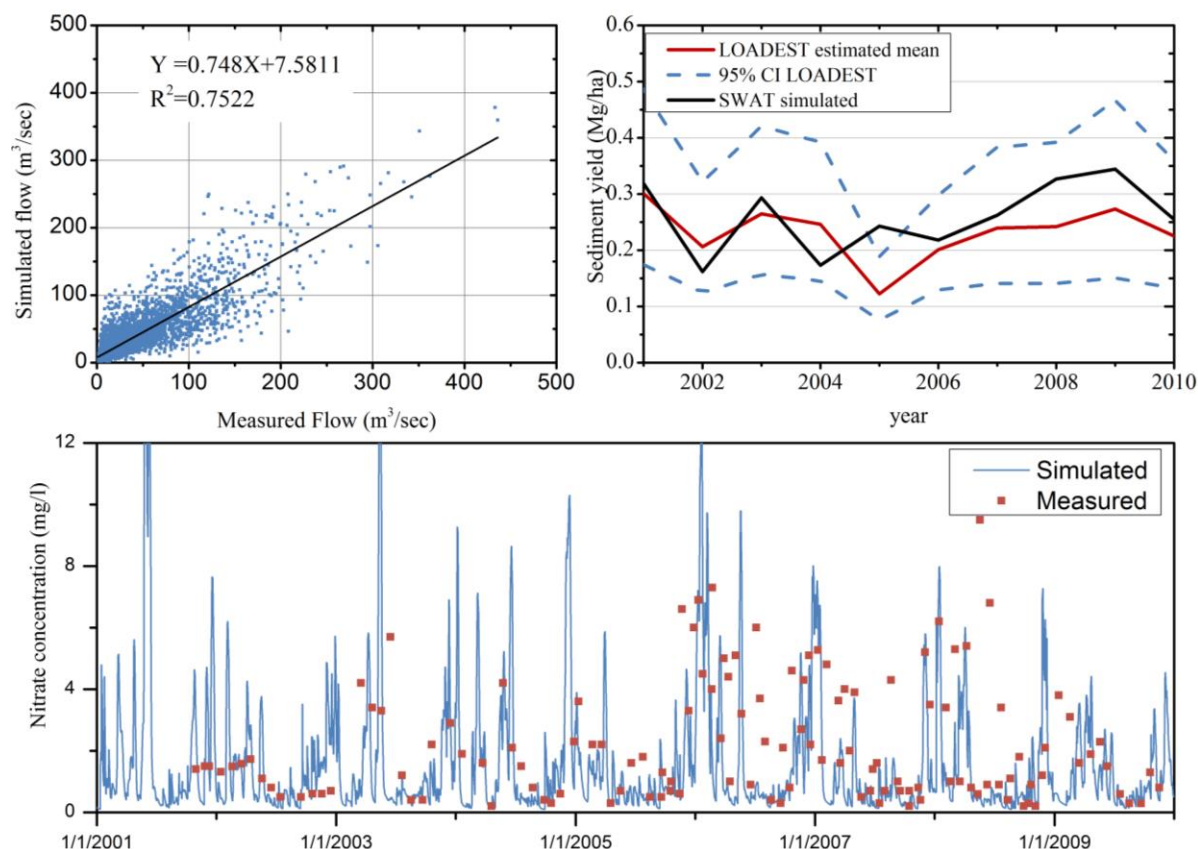 500
400
300
200
100
0
Simulated flow (m³/sec)
Y =0.748X+7.5811
R²=0.7522
0 100 200 300 400 500
Measured Flow (m³/sec)
0.6
0.5
0.4
0.3
0.2
0.1
0.0
Sediment yield (Mg/ha)
LOADEST estimated mean
95% CI LOADEST
SWAT simulated
2002 2004 2006 2008 2010
year
12
8
4
0
Nitrate concentration (mg/l)
Simulated
Measured
1/1/2001 1/1/2003 1/1/2005 1/1/2007 1/1/2009